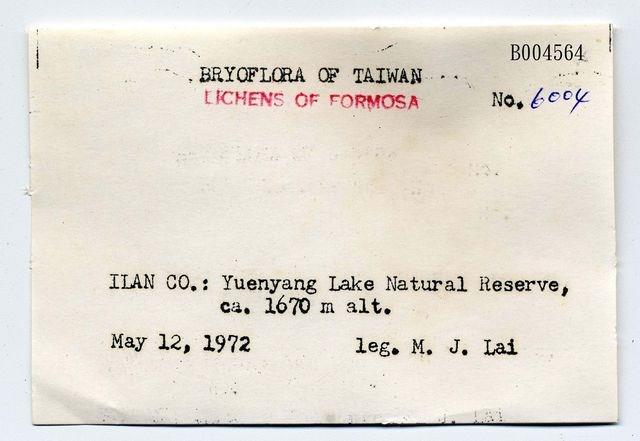 B004564
BRYOFLORA OF TAIWAN
LICHENS OF FORMOSA
No. 6004
ILAN CO.: Yuenyang Lake Natural Reserve,
ca. 1670 m alt.
May 12, 1972 leg. M. J. Lai
J. LAI